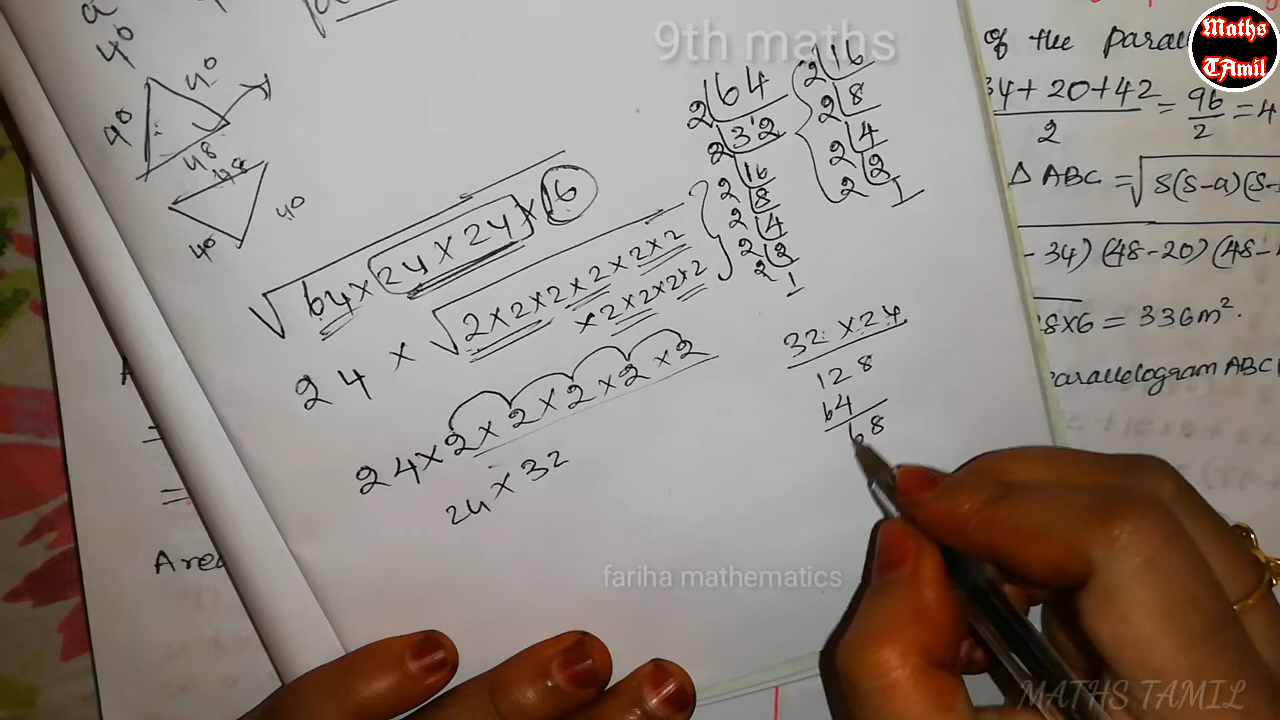 9th maths
Maths
TAmil
40
40
40
48
48
40
40
2 64
2 32
2 16
2 8
2 4
2 2
1
2 16
2 8
2 4
2 2
1
√64×24×24×16
24 × √2×2×2×2×2×2
×2×2×2×2
24×2×2×2×2×2
24×32
32 ×24
128
64
68
of the Paral
34+20+42 / 2 = 96/2 = 4
Δ ABC = √S(S-a)(S-
-34)(48-20)(48-
8×6 = 336m².
Parallelogram ABC
Area
fariha mathematics
MATHS TAMIL